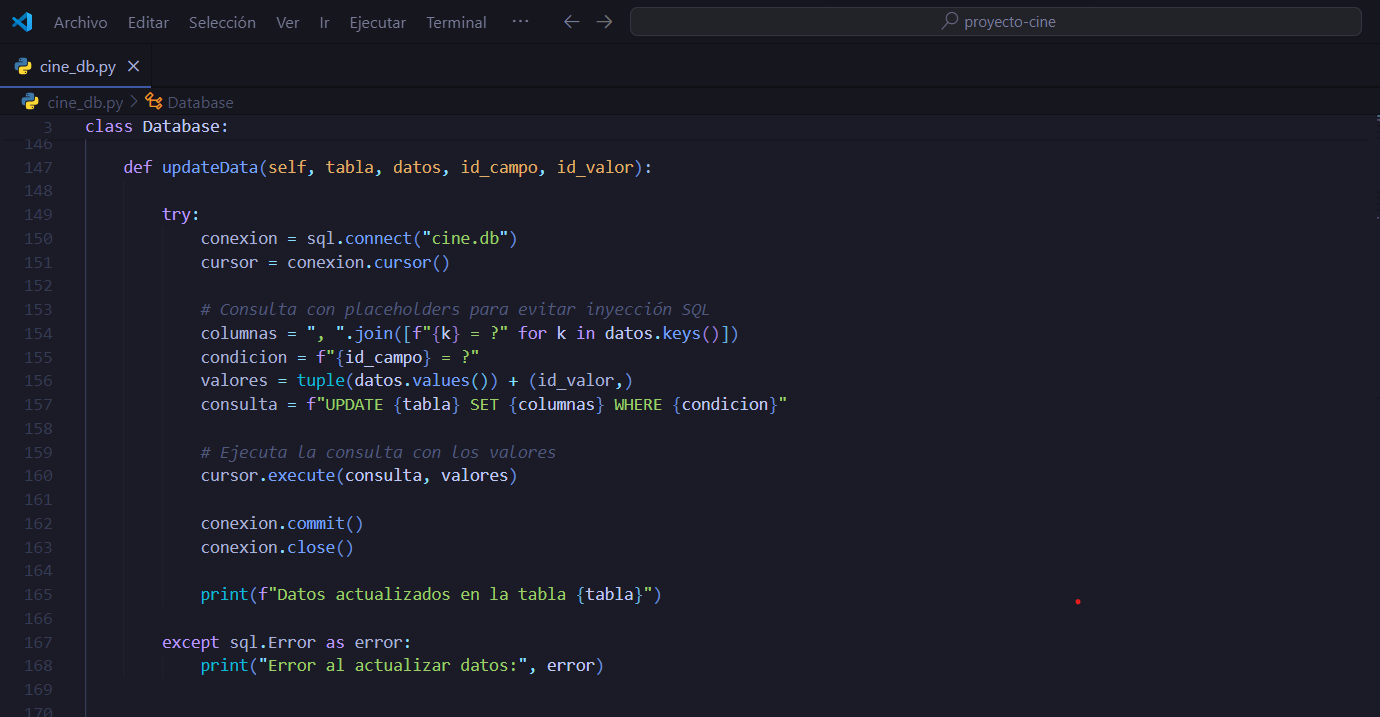 Archivo Editar Selección Ver Ir Ejecutar Terminal ··· proyecto-cine
cine_db.py
cine_db.py > Database
3 class Database:
146
147 def updateData(self, tabla, datos, id_campo, id_valor):
148
149 try:
150 conexion = sql.connect("cine.db")
151 cursor = conexion.cursor()
152
153 # Consulta con placeholders para evitar inyección SQL
154 columnas = ", ".join([f"{k} = ?" for k in datos.keys()])
155 condicion = f"{id_campo} = ?"
156 valores = tuple(datos.values()) + (id_valor,)
157 consulta = f"UPDATE {tabla} SET {columnas} WHERE {condicion}"
158
159 # Ejecuta la consulta con los valores
160 cursor.execute(consulta, valores)
161
162 conexion.commit()
163 conexion.close()
164
165 print(f"Datos actualizados en la tabla {tabla}")
166
167 except sql.Error as error:
168 print("Error al actualizar datos:", error)
169
170